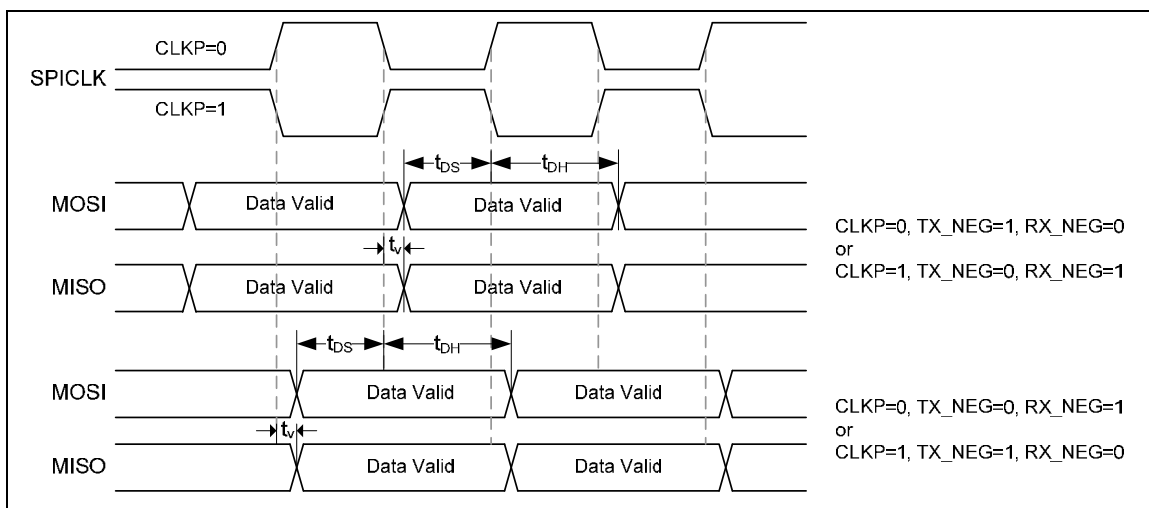 CLKP=0
SPICLK
CLKP=1
tDS tDH
MOSI Data Valid Data Valid
tv
MISO Data Valid Data Valid
CLKP=0, TX_NEG=1, RX_NEG=0
or
CLKP=1, TX_NEG=0, RX_NEG=1
tDS tDH
MOSI Data Valid Data Valid
tv
MISO Data Valid Data Valid
CLKP=0, TX_NEG=0, RX_NEG=1
or
CLKP=1, TX_NEG=1, RX_NEG=0